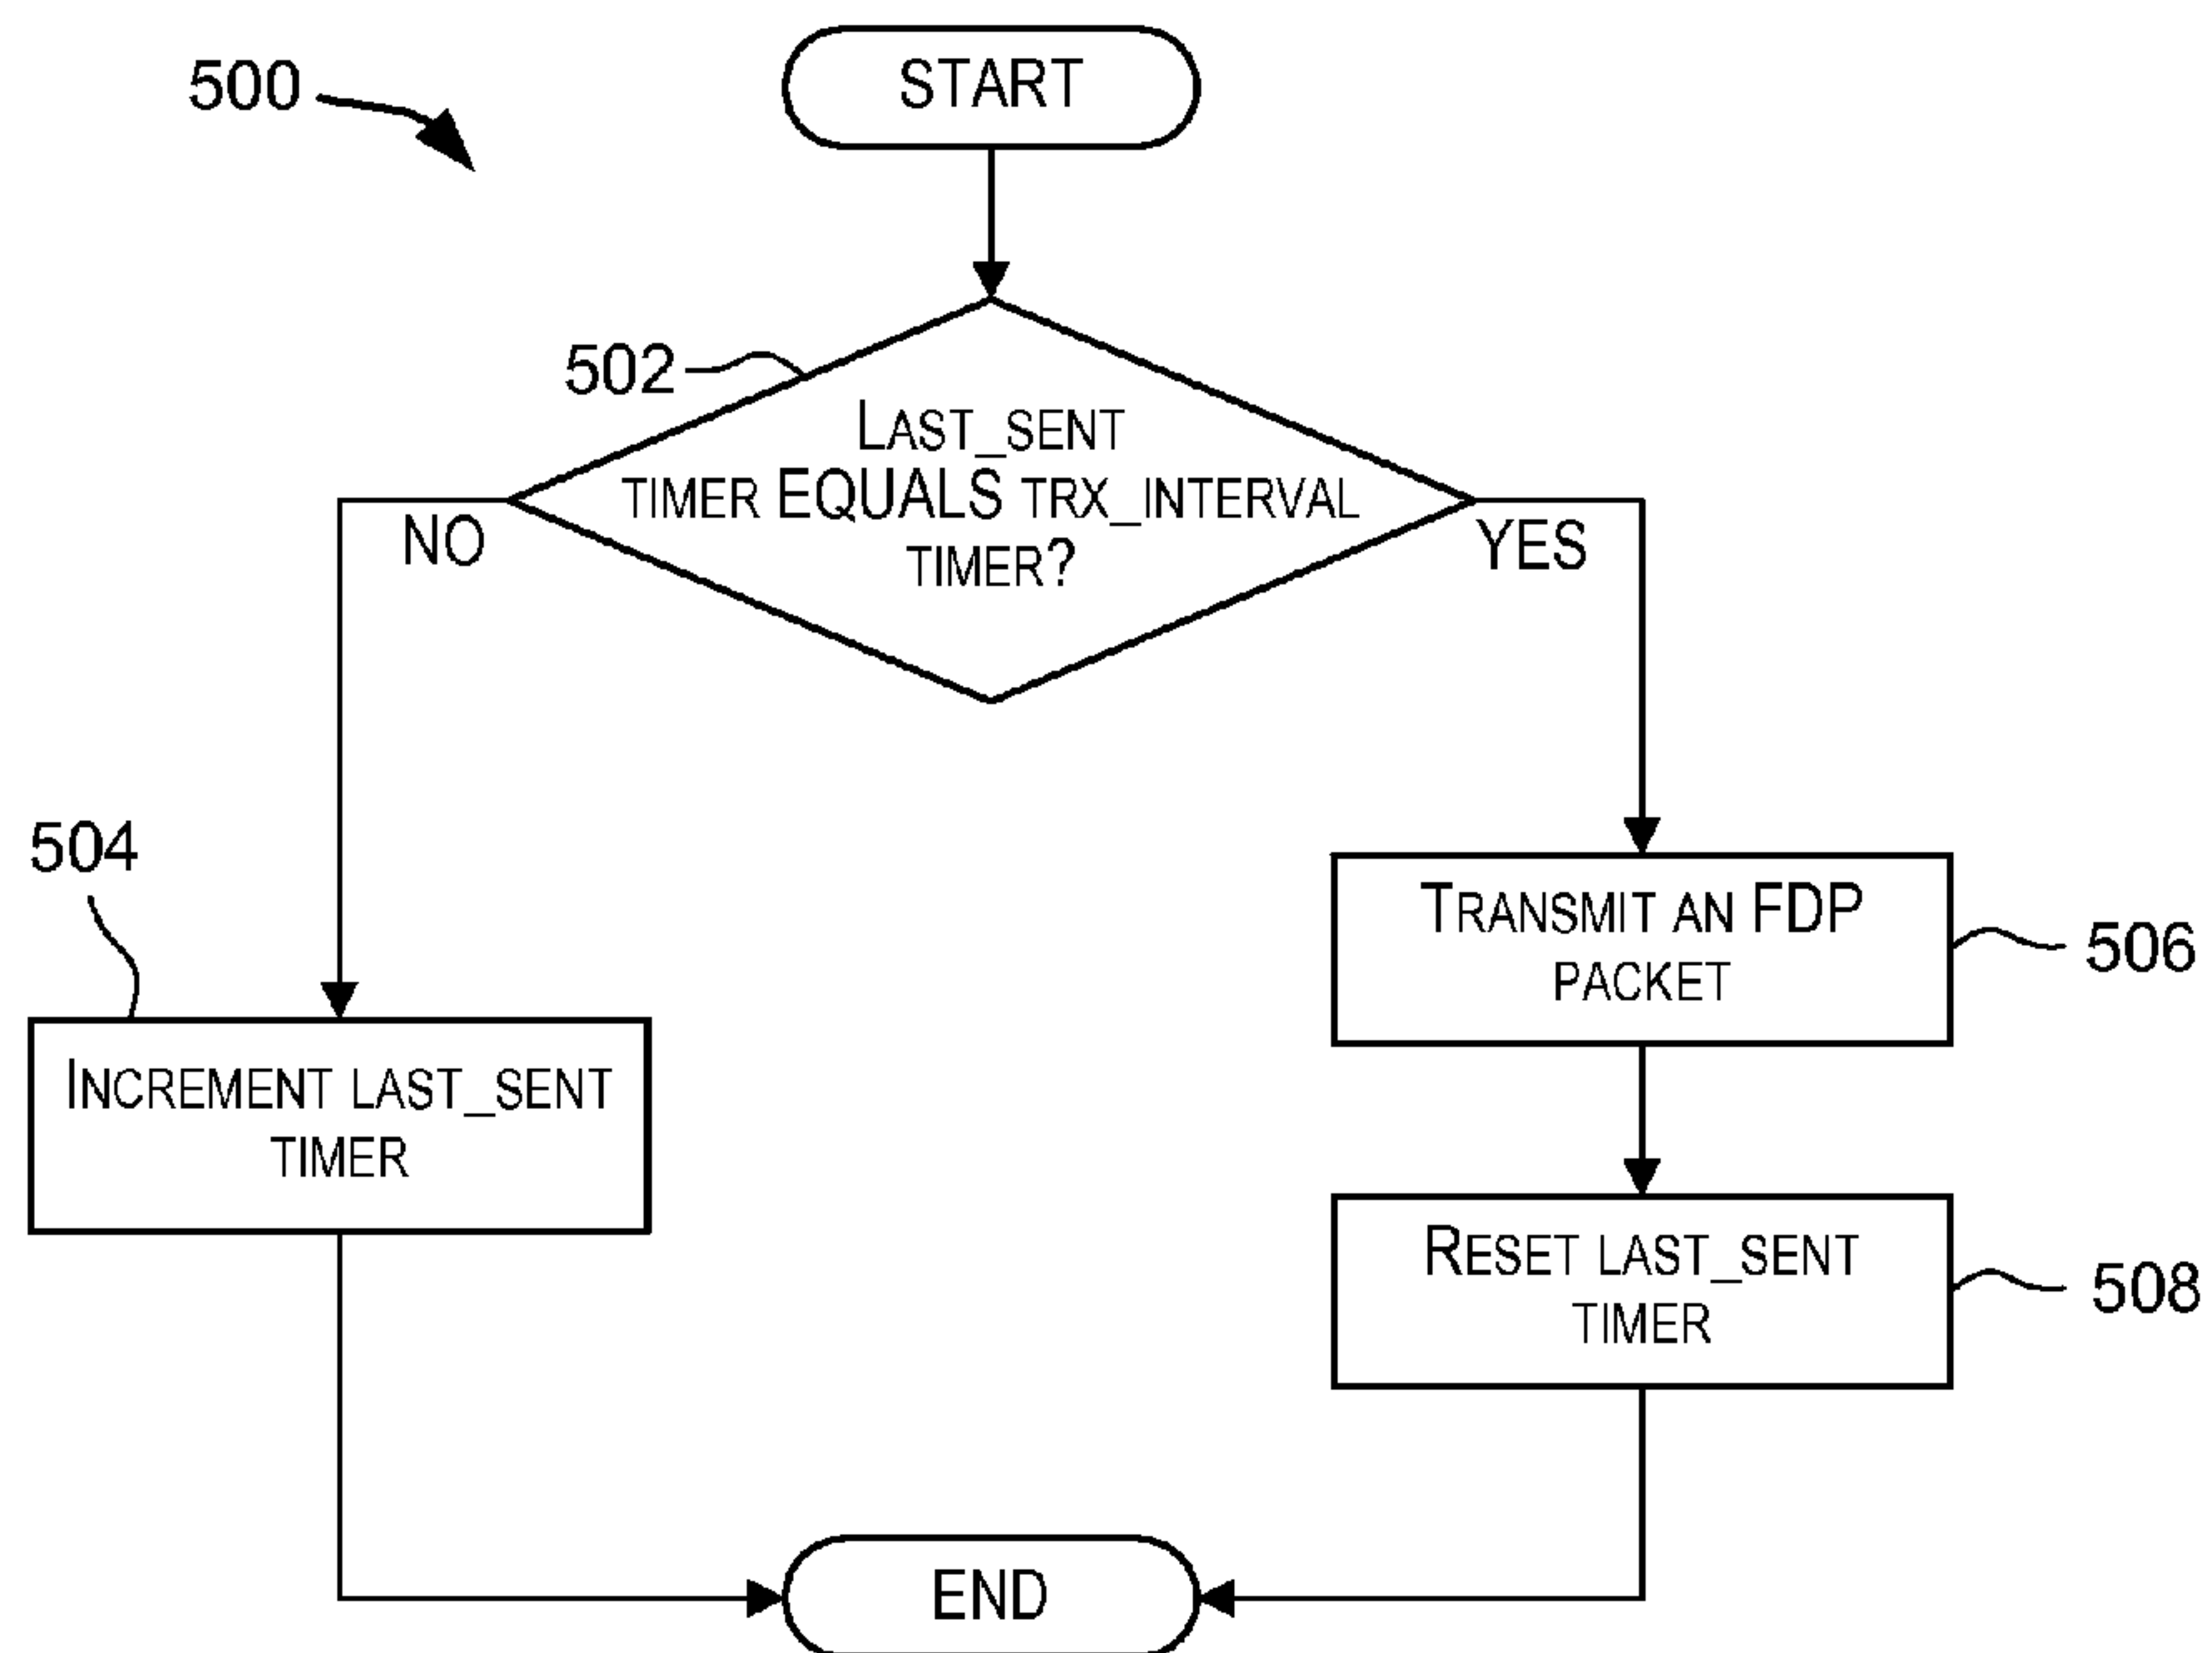 500
START
502
LAST_SENT
TIMER EQUALS TRX_INTERVAL
TIMER?
NO
YES
504
INCREMENT LAST_SENT
TIMER
TRANSMIT AN FDP
PACKET
506
RESET LAST_SENT
TIMER
508
END